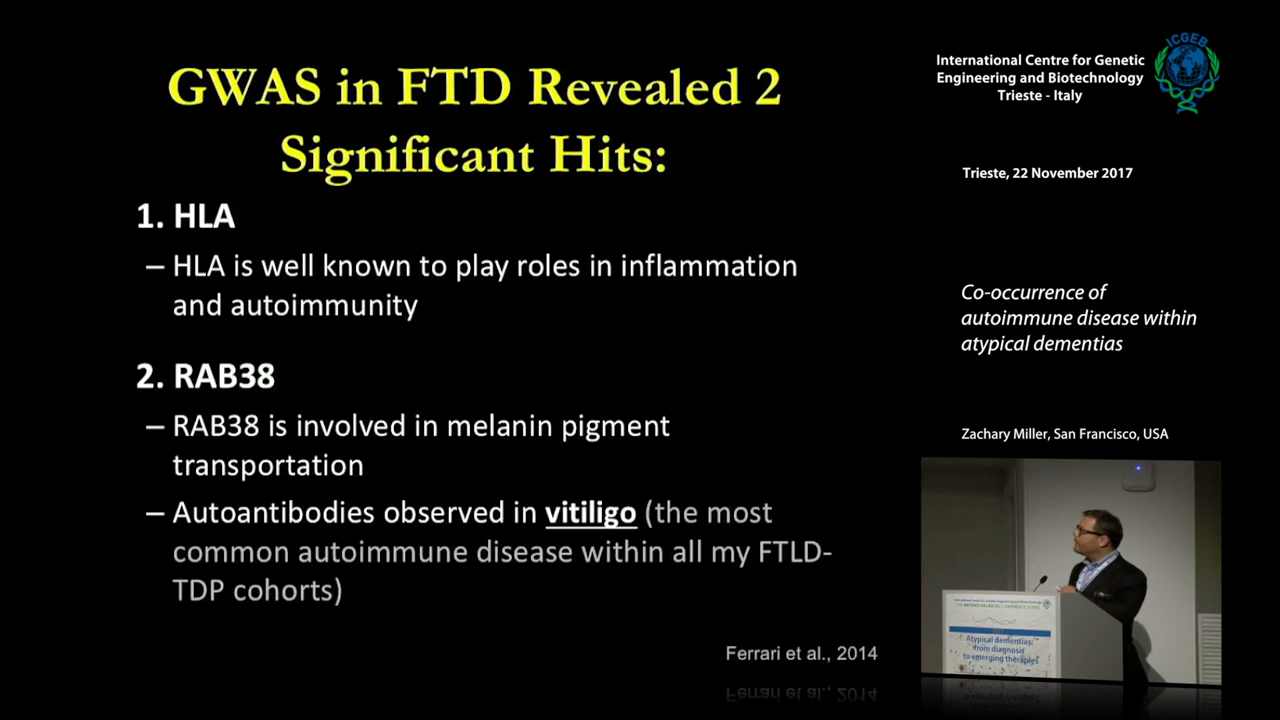 GWAS in FTD Revealed 2
Significant Hits:
1. HLA
– HLA is well known to play roles in inflammation
and autoimmunity
2. RAB38
– RAB38 is involved in melanin pigment
transportation
– Autoantibodies observed in vitiligo (the most
common autoimmune disease within all my FTLD-
TDP cohorts)
Ferrari et al., 2014
International Centre for Genetic
Engineering and Biotechnology
Trieste - Italy
ICGEB
Trieste, 22 November 2017
Co-occurrence of
autoimmune disease within
atypical dementias
Zachary Miller, San Francisco, USA
Atypical dementias:
from diagnosis
to emerging therapies